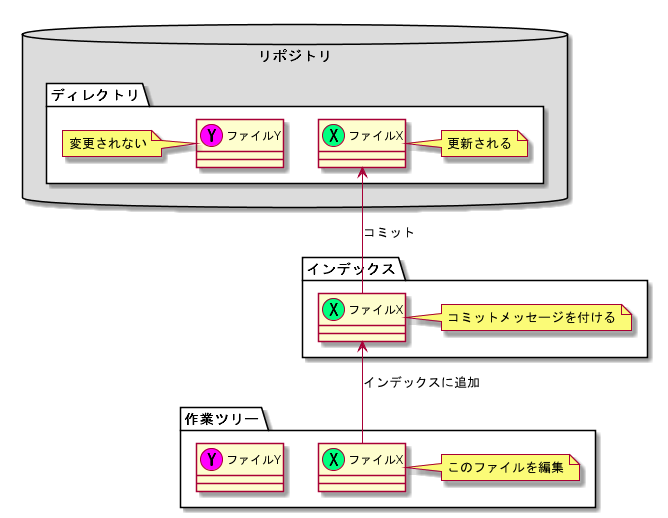 リポジトリ
ディレクトリ
変更されない
Y ファイルY
X ファイルX
更新される
コミット
インデックス
X ファイルX
コミットメッセージを付ける
インデックスに追加
作業ツリー
Y ファイルY
X ファイルX
このファイルを編集